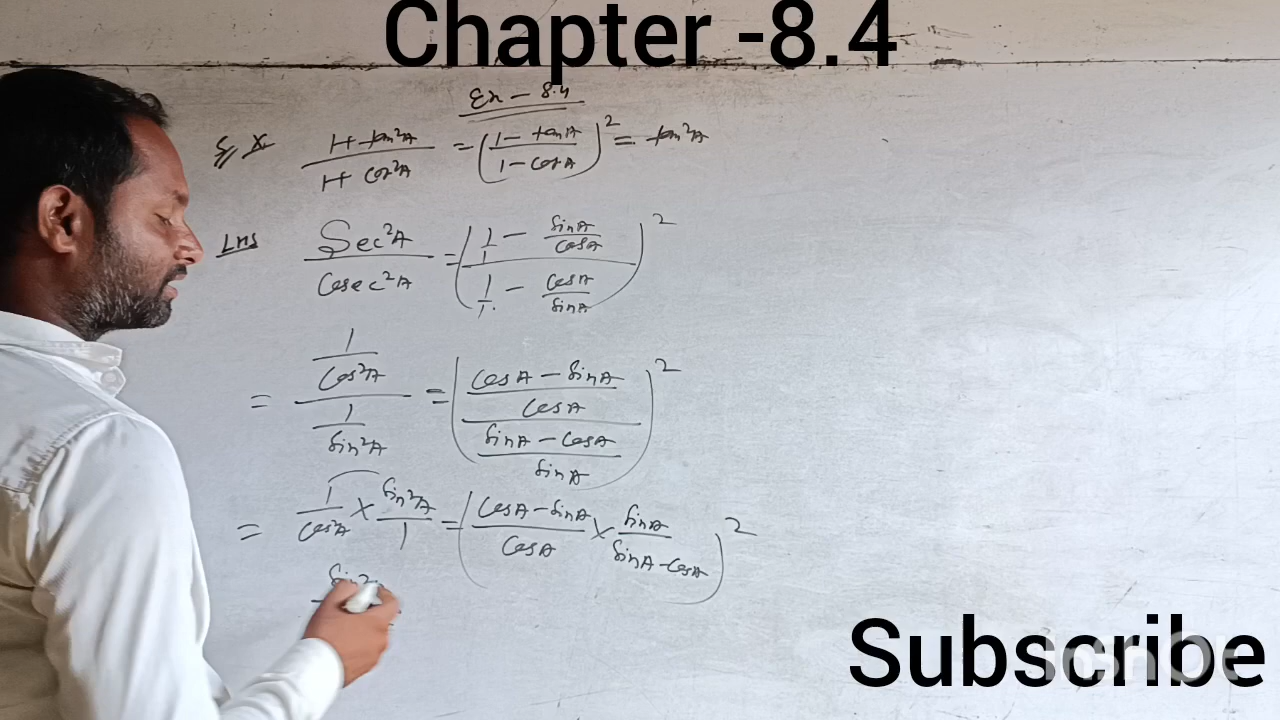 Chapter -8.4
Ex - 8.4
5, x 1+tan²A / 1+cot²A = (1-tanA / 1-cotA)² = tan²A
LHS Sec²A / Cosec²A = (1/1 - sinA/cosA / 1/1 - cosA/sinA)²
= 1/cos²A / 1/sin²A = (cosA-sinA/cosA / sinA-cosA/sinA)²
= 1/cos²A × sin²A/1 = (cosA-sinA/cosA × sinA/sinA-cosA)²
sin²
Subscribe